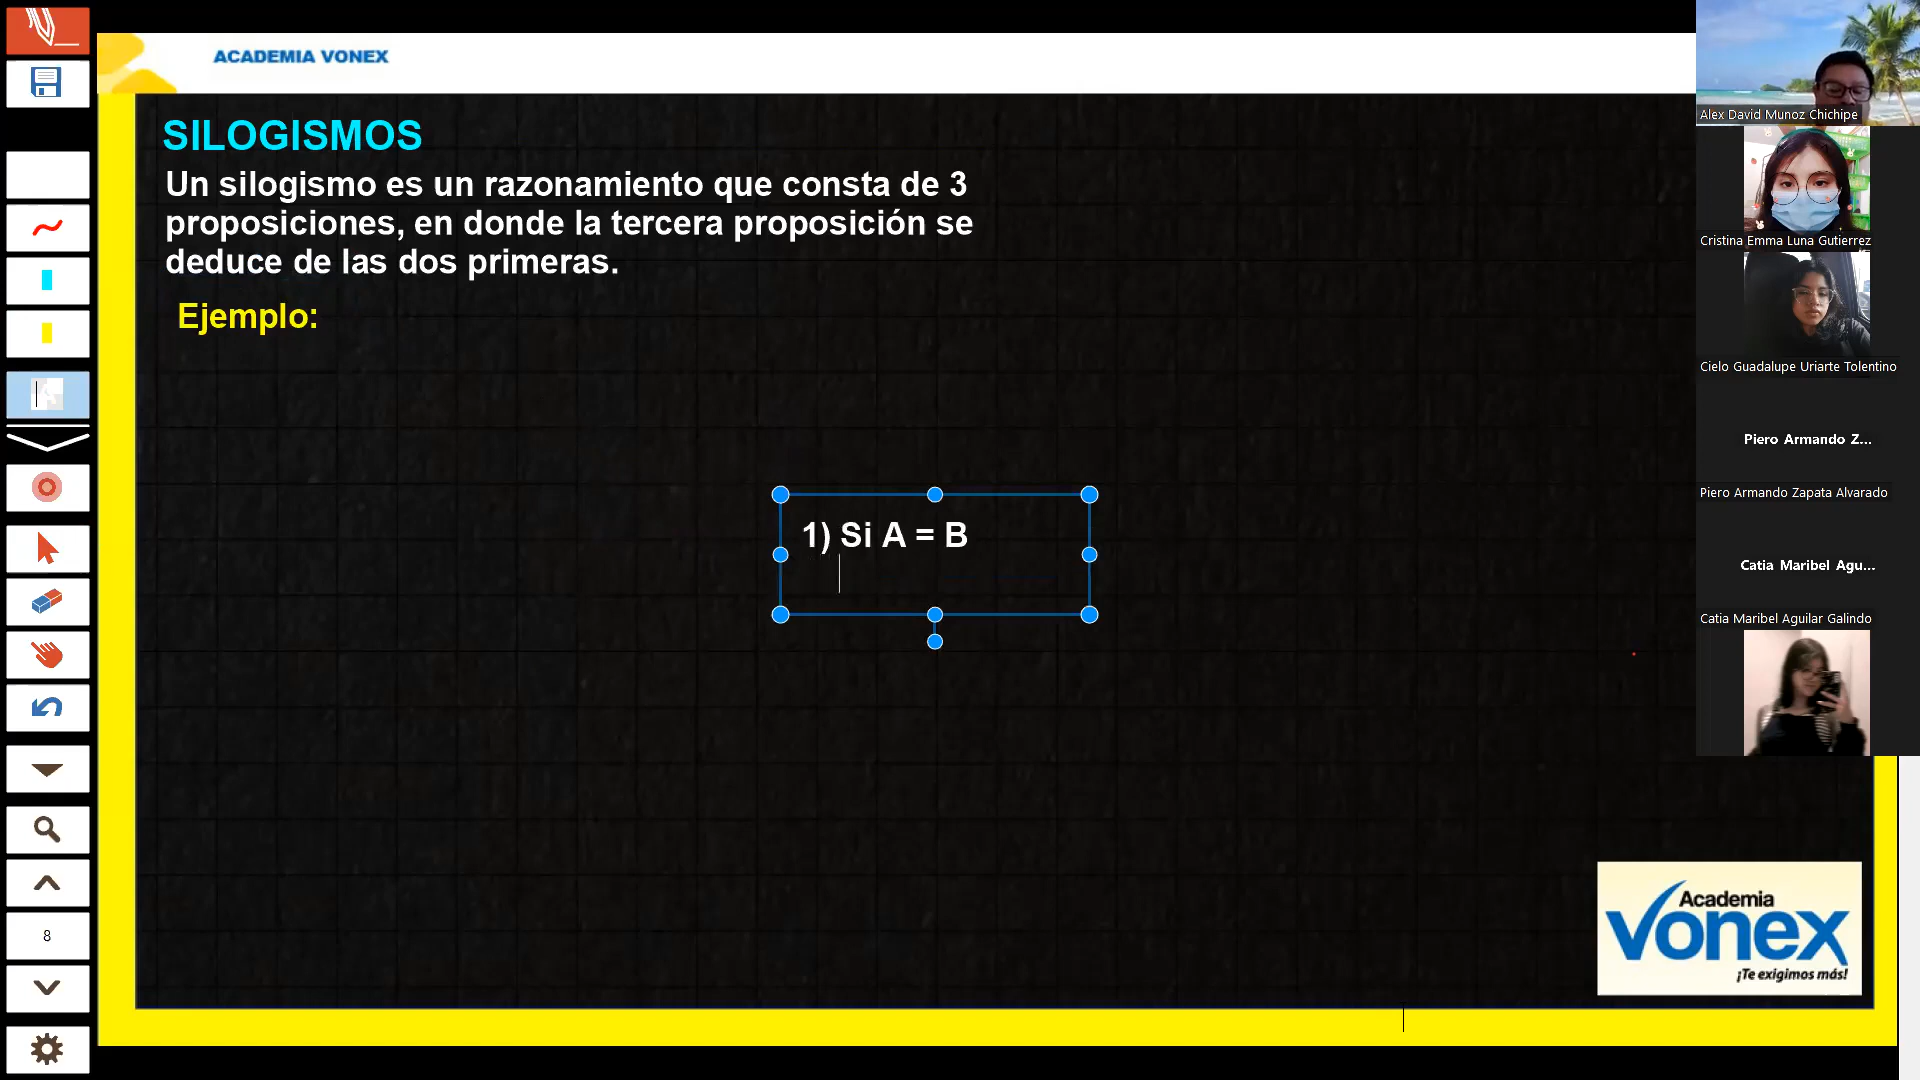 ACADEMIA VONEX
SILOGISMOS
Un silogismo es un razonamiento que consta de 3
proposiciones, en donde la tercera proposición se
deduce de las dos primeras.
Ejemplo:
1) Si A = B
Alex David Munoz Chichipe
Cristina Emma Luna Gutierrez
Cielo Guadalupe Uriarte Tolentino
Piero Armando Z...
Piero Armando Zapata Alvarado
Catia Maribel Agu...
Catia Maribel Aguilar Galindo
8
Academia
vonex
¡Te exigimos más!